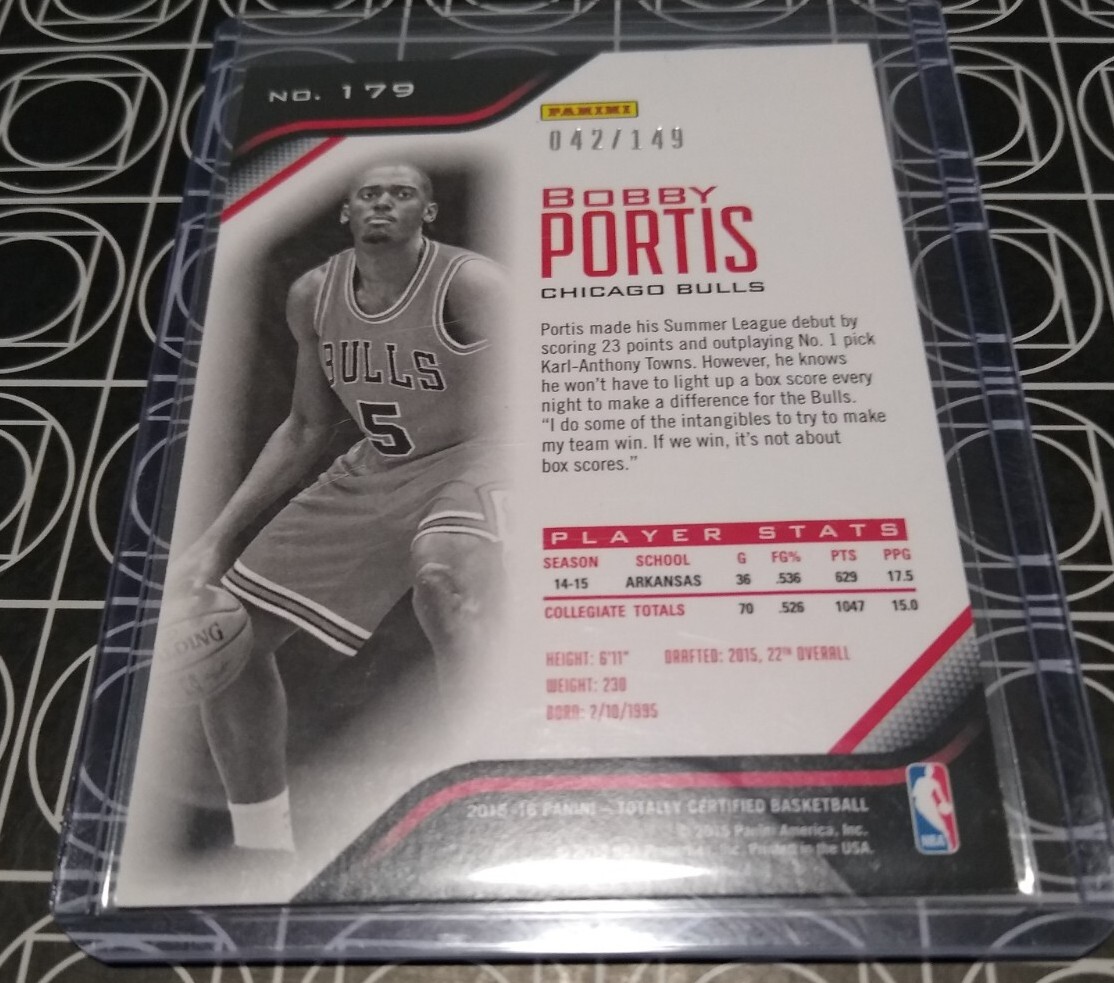 NO. 179
PANINI
042/149
BOBBY
PORTIS
CHICAGO BULLS
Portis made his Summer League debut by
scoring 23 points and outplaying No. 1 pick
Karl-Anthony Towns. However, he knows
he won't have to light up a box score every
night to make a difference for the Bulls.
"I do some of the intangibles to try to make
my team win. If we win, it's not about
box scores."
BULLS
5
PLAYER STATS
SEASON SCHOOL G FG% PTS PPG
14-15 ARKANSAS 36 .536 629 17.5
COLLEGIATE TOTALS 70 .526 1047 15.0
HEIGHT: 6'11" DRAFTED: 2015, 22ND OVERALL
WEIGHT: 230
BORN: 2/10/1995
2015-16 PANINI – TOTALLY CERTIFIED BASKETBALL
© 2015 Panini America, Inc.
Inc. Printed in the USA.
NBA